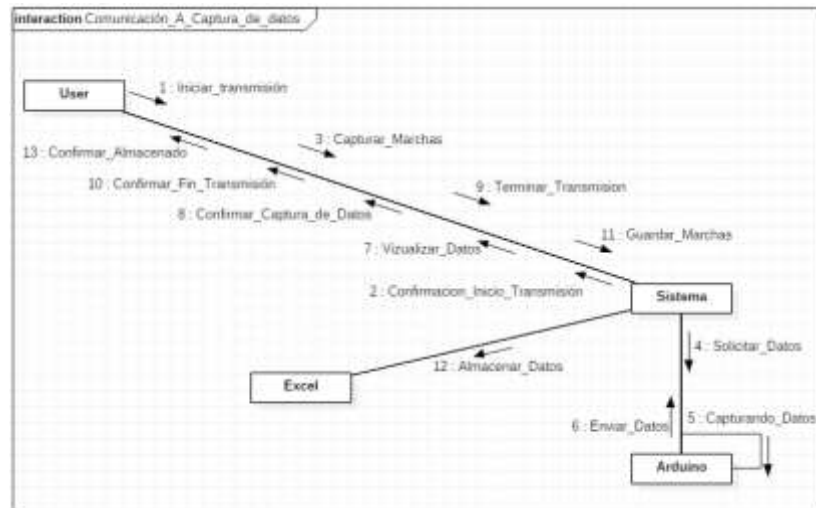 interaction Comunicación_A_Captura_de_datos
User
1 : Iniciar_transmisión
3 : Capturar_Marchas
13 : Confirmar_Almacenado
10 : Confirmar_Fin_Transmisión
9 : Terminar_Transmision
8 : Confirmar_Captura_de_Datos
11 : Guardar_Marchas
7 : Vizualizar_Datos
2 : Confirmacion_Inicio_Transmisión
Sistema
4 : Solicitar_Datos
12 : Almacenar_Datos
Excel
5 : Capturando_Datos
6 : Enviar_Datos
Arduino